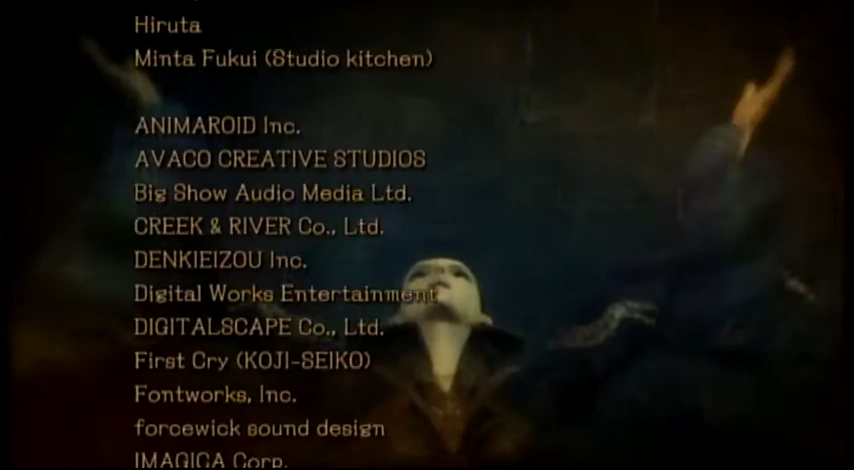 Hiruta
Minta Fukui (Studio kitchen)
ANIMAROID Inc.
AVACO CREATIVE STUDIOS
Big Show Audio Media Ltd.
CREEK & RIVER Co., Ltd.
DENKIEIZOU Inc.
Digital Works Entertainment
DIGITALSCAPE Co., Ltd.
First Cry (KOJI-SEIKO)
Fontworks, Inc.
forcewick sound design
IMAGICA Corp.